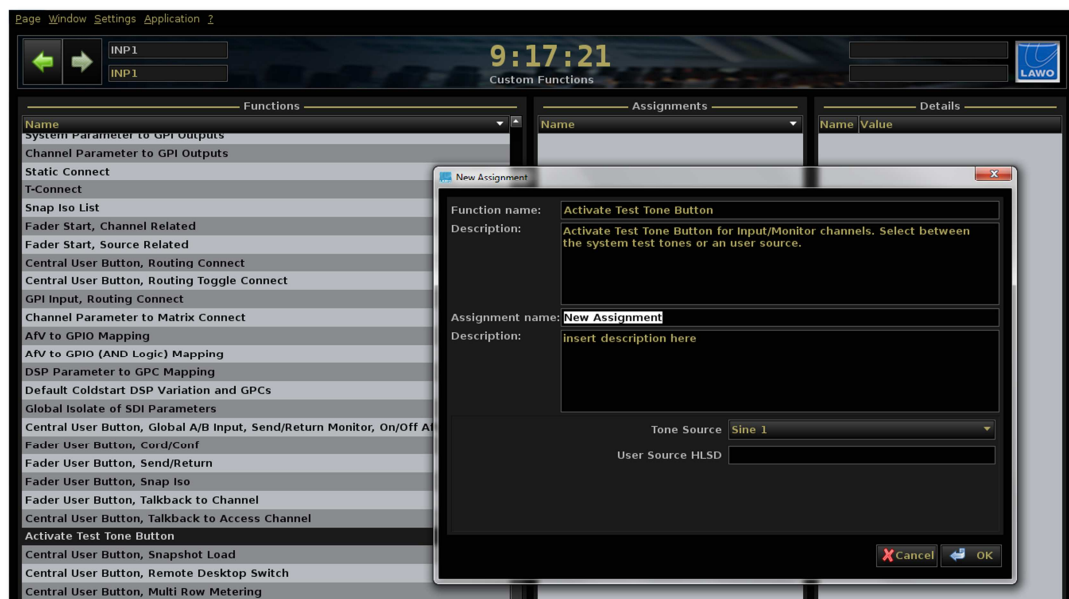 Page Window Settings Application ?
INP1
INP1
9:17:21
Custom Functions
LAWO
Functions
Assignments
Details
Name
Name
Name Value
System Parameter to GPI Outputs
Channel Parameter to GPI Outputs
Static Connect
T-Connect
Snap Iso List
Fader Start, Channel Related
Fader Start, Source Related
Central User Button, Routing Connect
Central User Button, Routing Toggle Connect
GPI Input, Routing Connect
Channel Parameter to Matrix Connect
AfV to GPIO Mapping
AfV to GPIO (AND Logic) Mapping
DSP Parameter to GPC Mapping
Default Coldstart DSP Variation and GPCs
Global Isolate of SDI Parameters
Central User Button, Global A/B Input, Send/Return Monitor, On/Off Af
Fader User Button, Cord/Conf
Fader User Button, Send/Return
Fader User Button, Snap Iso
Fader User Button, Talkback to Channel
Central User Button, Talkback to Access Channel
Activate Test Tone Button
Central User Button, Snapshot Load
Central User Button, Remote Desktop Switch
Central User Button, Multi Row Metering
New Assignment
Function name: Activate Test Tone Button
Description: Activate Test Tone Button for Input/Monitor channels. Select between
the system test tones or an user source.
Assignment name: New Assignment
Description: insert description here
Tone Source Sine 1
User Source HLSD
Cancel OK